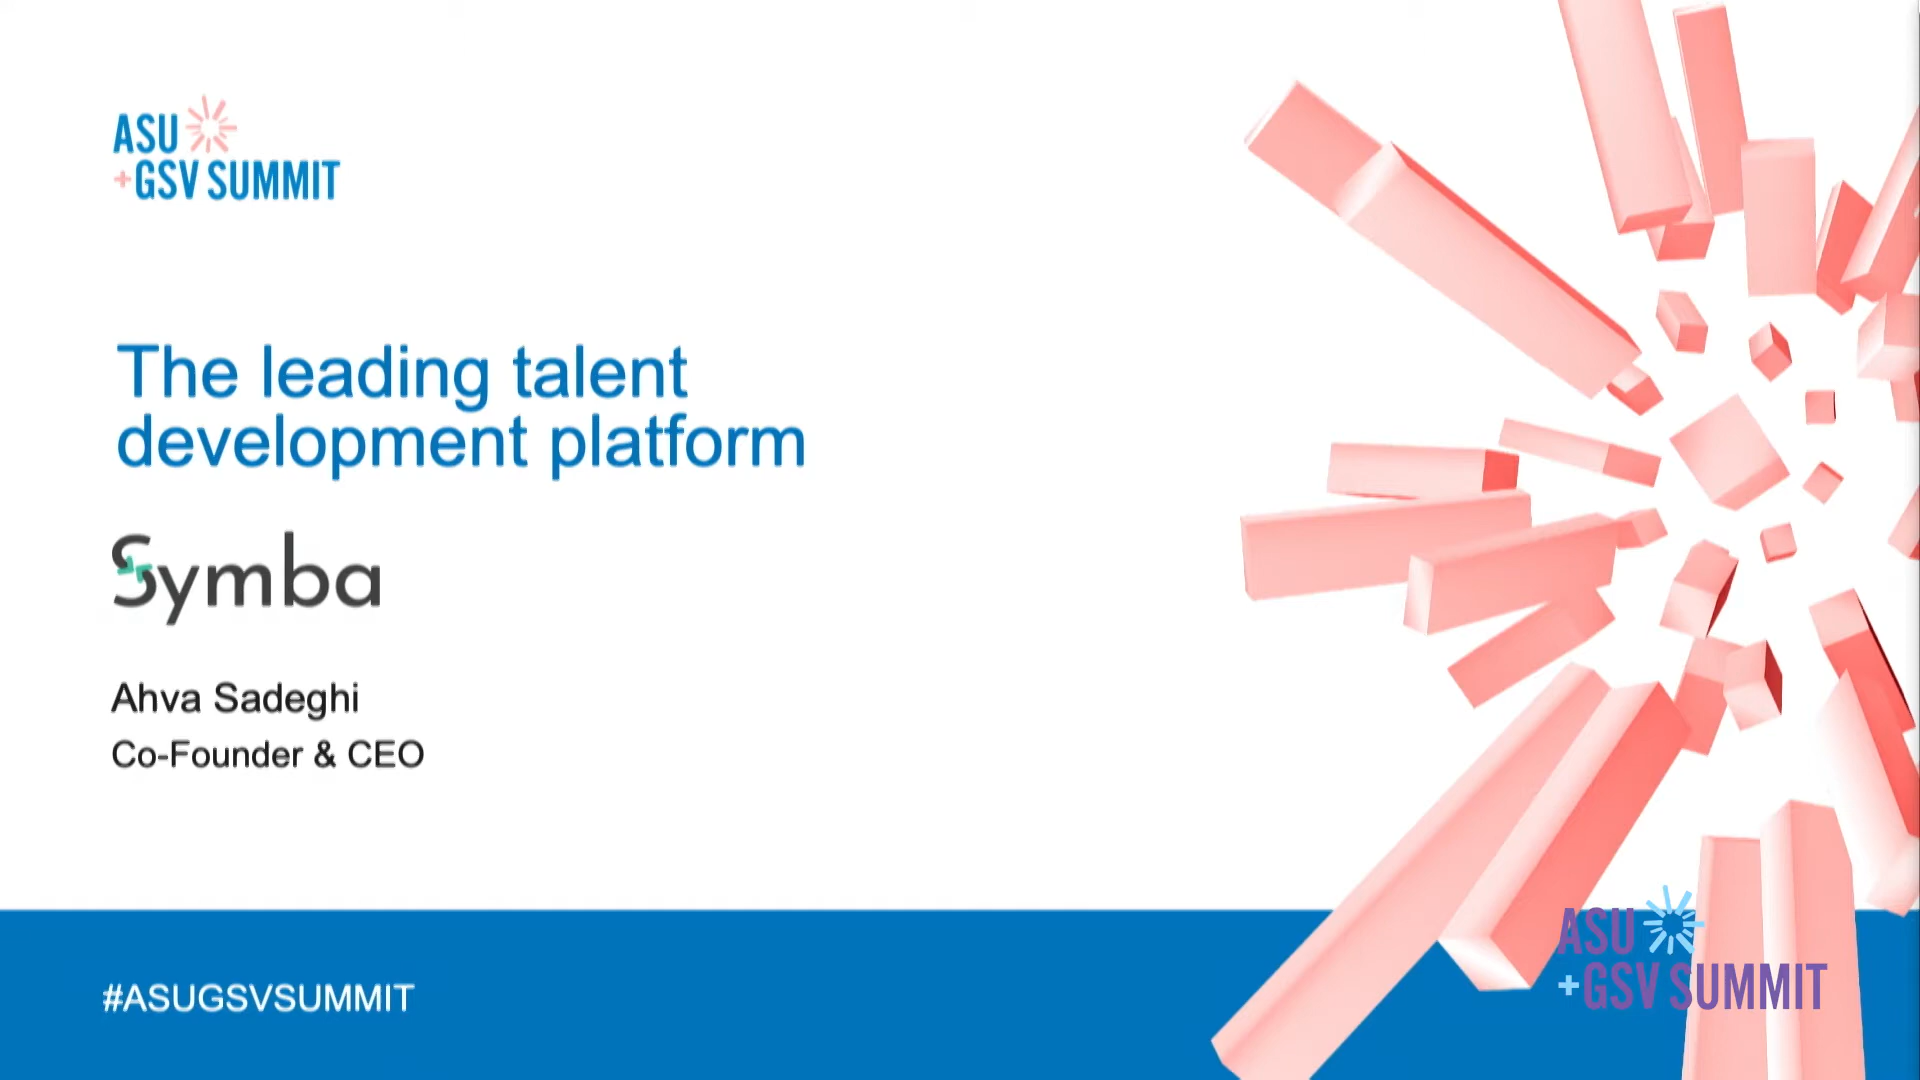 ASU
+GSV SUMMIT
The leading talent
development platform
Symba
Ahva Sadeghi
Co-Founder & CEO
#ASUGSVSUMMIT
ASU
+GSV SUMMIT